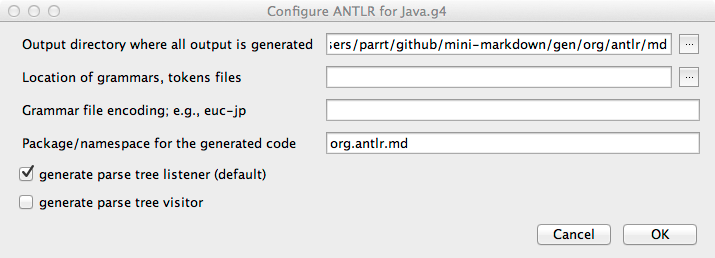 Configure ANTLR for Java.g4
Output directory where all output is generated ers/parrt/github/mini-markdown/gen/org/antlr/md ...
Location of grammars, tokens files ...
Grammar file encoding; e.g., euc-jp
Package/namespace for the generated code org.antlr.md
generate parse tree listener (default)
generate parse tree visitor
Cancel OK